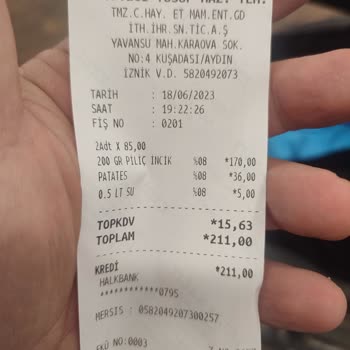 TMZ.C.HAY. ET MAM.ENT.GD
İTH.İHR.SN.TİC.A.Ş
YAVANSU MAH.KARAOVA SOK.
NO:4 KUŞADASI/AYDIN
İZNİK V.D. 5820492073
TARİH : 18/06/2023
SAAT : 19:22:26
FİŞ NO : 0201
2Adt X 85,00
200 GR PİLİÇ İNCİK %08 *170,00
PATATES %08 *36,00
0.5 LT SU %08 *5,00
TOPKDV *15,63
TOPLAM *211,00
KREDİ *211,00
HALKBANK
************0795
MERSIS : 0582049207300257
EKÜ NO:0003